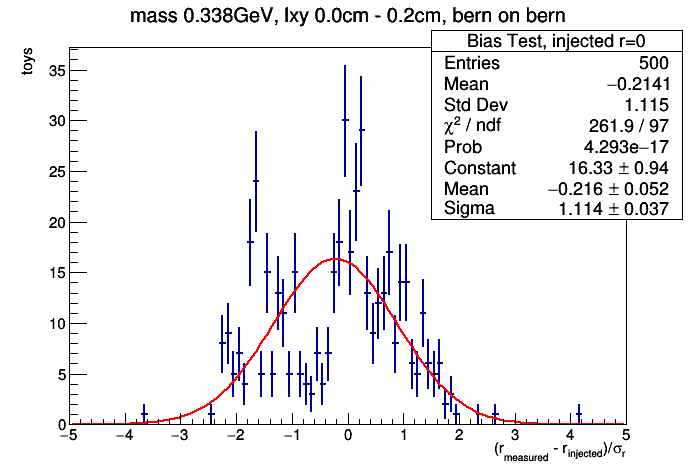 mass 0.338GeV, lxy 0.0cm - 0.2cm, bern on bern
toys
Bias Test, injected r=0
Entries 500
Mean −0.2141
Std Dev 1.115
χ² / ndf 261.9 / 97
Prob 4.293e−17
Constant 16.33 ± 0.94
Mean −0.216 ± 0.052
Sigma 1.114 ± 0.037
35
30
25
20
15
10
5
0
−5 −4 −3 −2 −1 0 1 2 3 4 5
(r_measured - r_injected)/σ_r